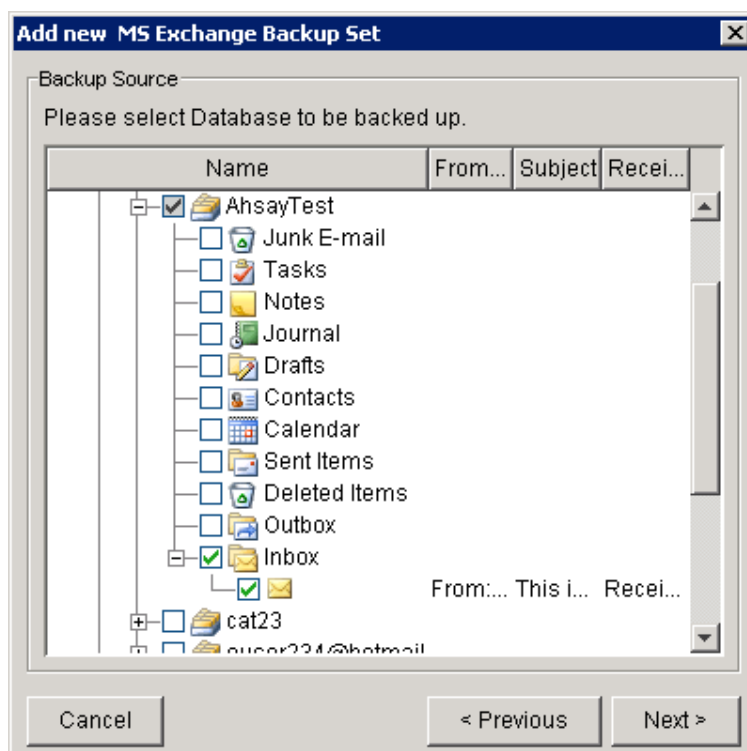 Add new MS Exchange Backup Set
Backup Source
Please select Database to be backed up.
Name From... Subject Recei...
AhsayTest
Junk E-mail
Tasks
Notes
Journal
Drafts
Contacts
Calendar
Sent Items
Deleted Items
Outbox
Inbox
From:... This i... Recei...
cat23
Cancel < Previous Next >